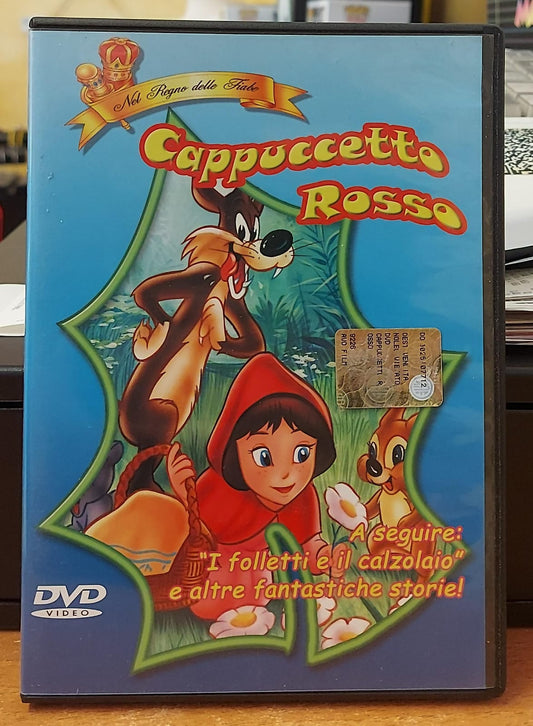 Nel Regno delle Fiabe
Cappuccetto
Rosso
A seguire:
"I folletti e il calzolaio"
e altre fantastiche storie!
DVD
VIDEO